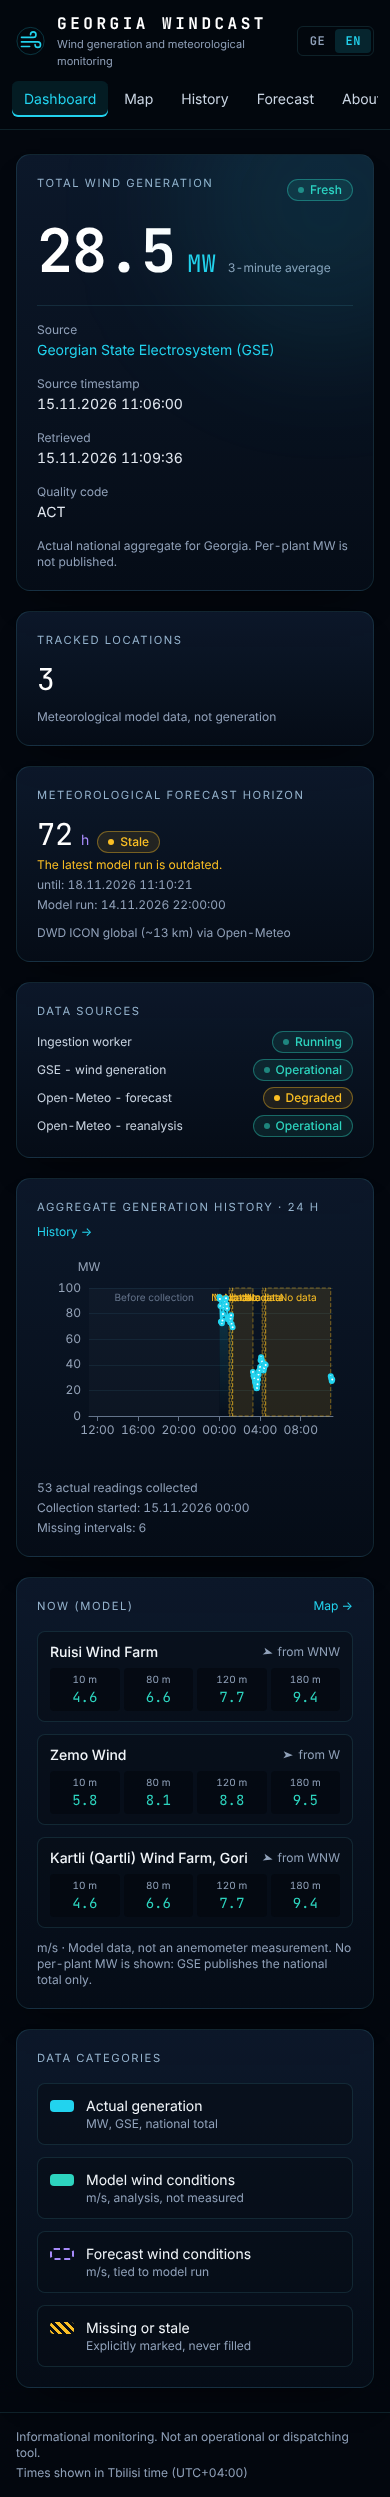 GEORGIA WINDCAST
Wind generation and meteorological
monitoring
GE EN
Dashboard Map History Forecast About
TOTAL WIND GENERATION
Fresh
28.5 MW 3-minute average
Source
Georgian State Electrosystem (GSE)
Source timestamp
15.11.2026 11:06:00
Retrieved
15.11.2026 11:09:36
Quality code
ACT
Actual national aggregate for Georgia. Per-plant MW is
not published.
TRACKED LOCATIONS
3
Meteorological model data, not generation
METEOROLOGICAL FORECAST HORIZON
72 h Stale
The latest model run is outdated.
until: 18.11.2026 11:10:21
Model run: 14.11.2026 22:00:00
DWD ICON global (~13 km) via Open-Meteo
DATA SOURCES
Ingestion worker Running
GSE - wind generation Operational
Open-Meteo - forecast Degraded
Open-Meteo - reanalysis Operational
AGGREGATE GENERATION HISTORY · 24 H
History →
MW
100
Before collection
No data
80
60
40
20
0
12:00 16:00 20:00 00:00 04:00 08:00
53 actual readings collected
Collection started: 15.11.2026 00:00
Missing intervals: 6
NOW (MODEL) Map →
Ruisi Wind Farm from WNW
10 m 80 m 120 m 180 m
4.6 6.6 7.7 9.4
Zemo Wind from W
10 m 80 m 120 m 180 m
5.8 8.1 8.8 9.5
Kartli (Qartli) Wind Farm, Gori from WNW
10 m 80 m 120 m 180 m
4.6 6.6 7.7 9.4
m/s · Model data, not an anemometer measurement. No
per-plant MW is shown: GSE publishes the national
total only.
DATA CATEGORIES
Actual generation
MW, GSE, national total
Model wind conditions
m/s, analysis, not measured
Forecast wind conditions
m/s, tied to model run
Missing or stale
Explicitly marked, never filled
Informational monitoring. Not an operational or dispatching
tool.
Times shown in Tbilisi time (UTC+04:00)